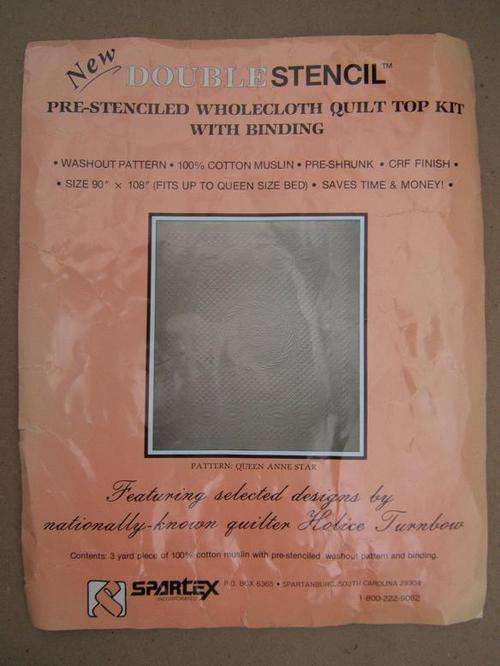 New
DOUBLE STENCIL™
PRE-STENCILED WHOLECLOTH QUILT TOP KIT
WITH BINDING
• WASHOUT PATTERN • 100% COTTON MUSLIN • PRE-SHRUNK • CRF FINISH •
• SIZE 90" × 108" (FITS UP TO QUEEN SIZE BED) • SAVES TIME & MONEY! •
PATTERN: QUEEN ANNE STAR
Featuring selected designs by
nationally-known quilter Holice Turnbow
Contents: 3 yard piece of 100% cotton muslin with pre-stenciled washout pattern and binding.
SPARTEX
INCORPORATED
P.O. BOX 6365 • SPARTANBURG, SOUTH CAROLINA 29304
1-800-222-9092